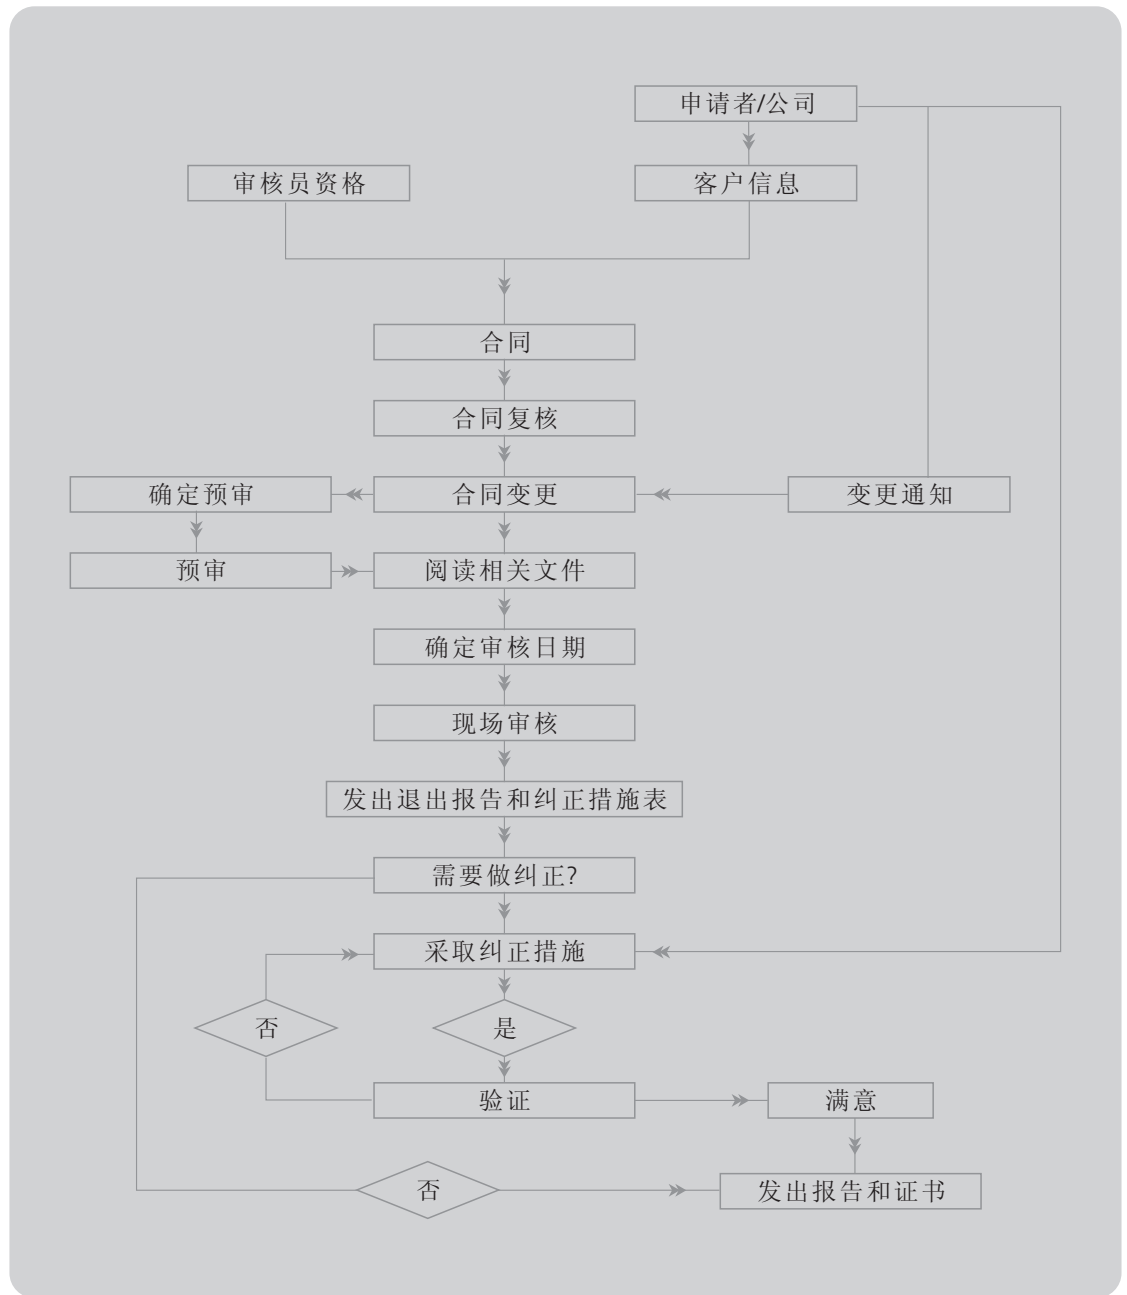 申请者/公司
审核员资格
客户信息
合同
合同复核
确定预审
合同变更
变更通知
预审
阅读相关文件
确定审核日期
现场审核
发出退出报告和纠正措施表
需要做纠正?
采取纠正措施
否
是
验证
满意
否
发出报告和证书